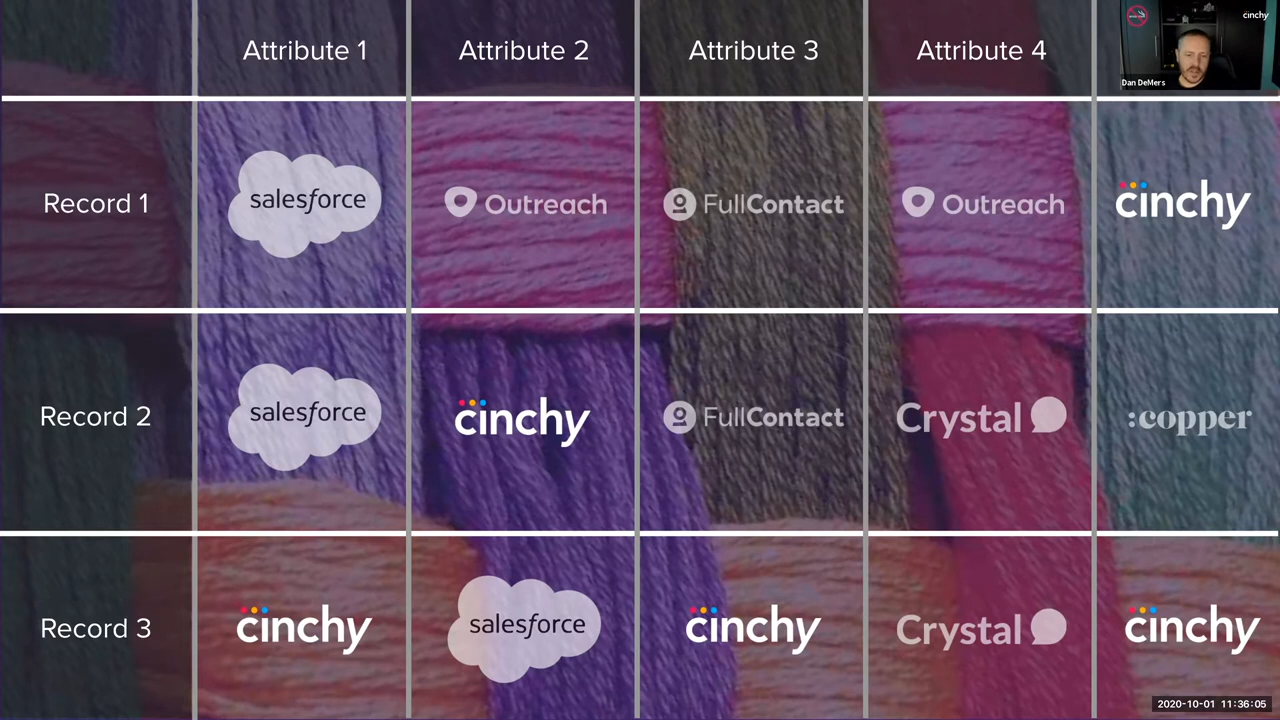 Attribute 1
Attribute 2
Attribute 3
Attribute 4
cinchy
Dan DeMers
Record 1
salesforce
Outreach
FullContact
Outreach
cinchy
Record 2
salesforce
cinchy
FullContact
Crystal
:copper
Record 3
cinchy
salesforce
cinchy
Crystal
cinchy
2020-10-01 11:36:05